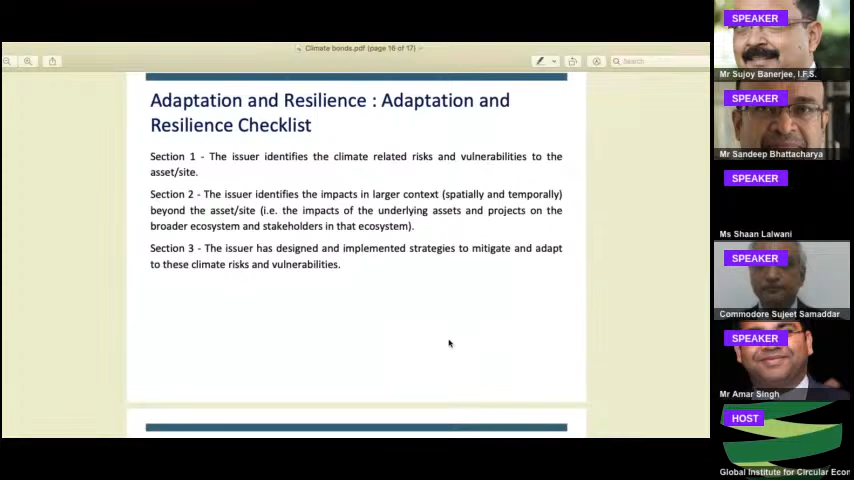 Climate bonds.pdf (page 16 of 17)
Search
Adaptation and Resilience : Adaptation and
Resilience Checklist
Section 1 - The issuer identifies the climate related risks and vulnerabilities to the
asset/site.
Section 2 - The issuer identifies the impacts in larger context (spatially and temporally)
beyond the asset/site (i.e. the impacts of the underlying assets and projects on the
broader ecosystem and stakeholders in that ecosystem).
Section 3 - The issuer has designed and implemented strategies to mitigate and adapt
to these climate risks and vulnerabilities.
SPEAKER
Mr Sujoy Banerjee, I.F.S.
SPEAKER
Mr Sandeep Bhattacharya
SPEAKER
Ms Shaan Lalwani
SPEAKER
Commodore Sujeet Samaddar
SPEAKER
Mr Amar Singh
HOST
Global Institute for Circular Econ